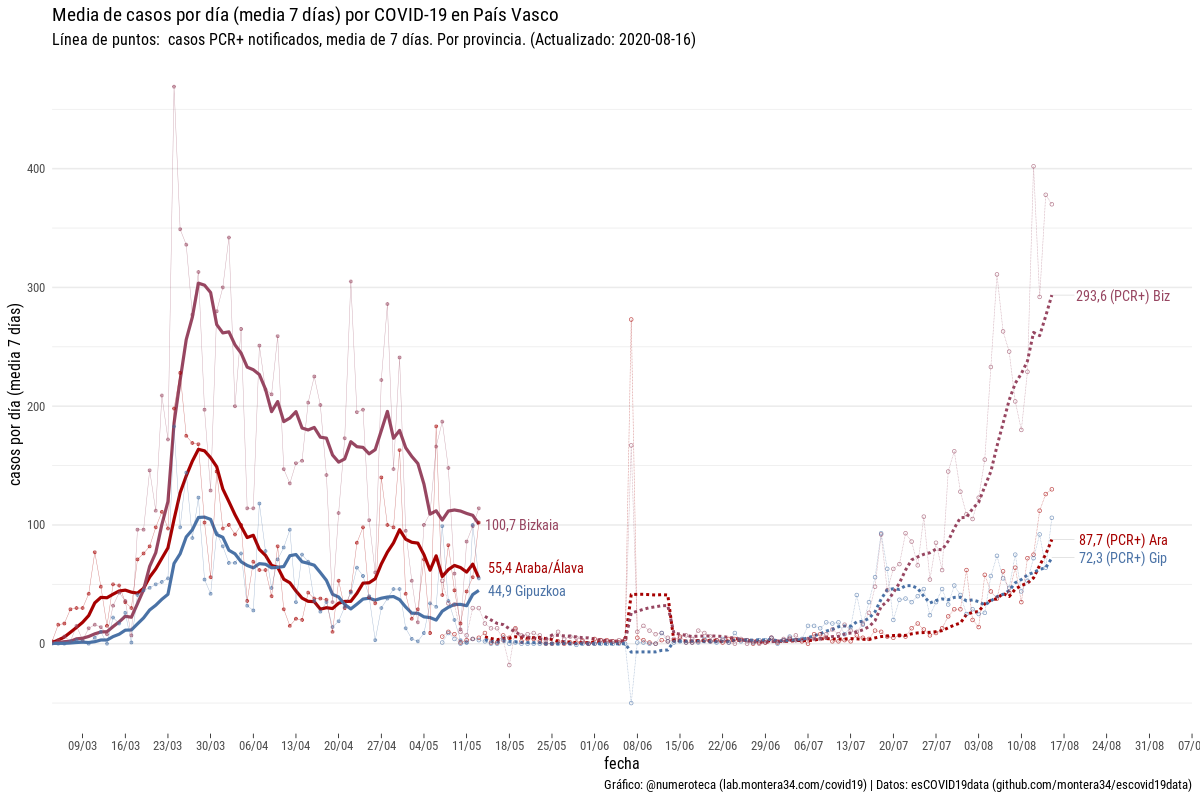 Media de casos por día (media 7 días) por COVID-19 en País Vasco
Línea de puntos:  casos PCR+ notificados, media de 7 días. Por provincia. (Actualizado: 2020-08-16)
casos por día (media 7 días)
400
300
200
100
0
293,6 (PCR+) Biz
100,7 Bizkaia
87,7 (PCR+) Ara
72,3 (PCR+) Gip
55,4 Araba/Álava
44,9 Gipuzkoa
09/03 16/03 23/03 30/03 06/04 13/04 20/04 27/04 04/05 11/05 18/05 25/05 01/06 08/06 15/06 22/06 29/06 06/07 13/07 20/07 27/07 03/08 10/08 17/08 24/08 31/08 07/0
fecha
Gráfico: @numeroteca (lab.montera34.com/covid19) | Datos: esCOVID19data (github.com/montera34/escovid19data)